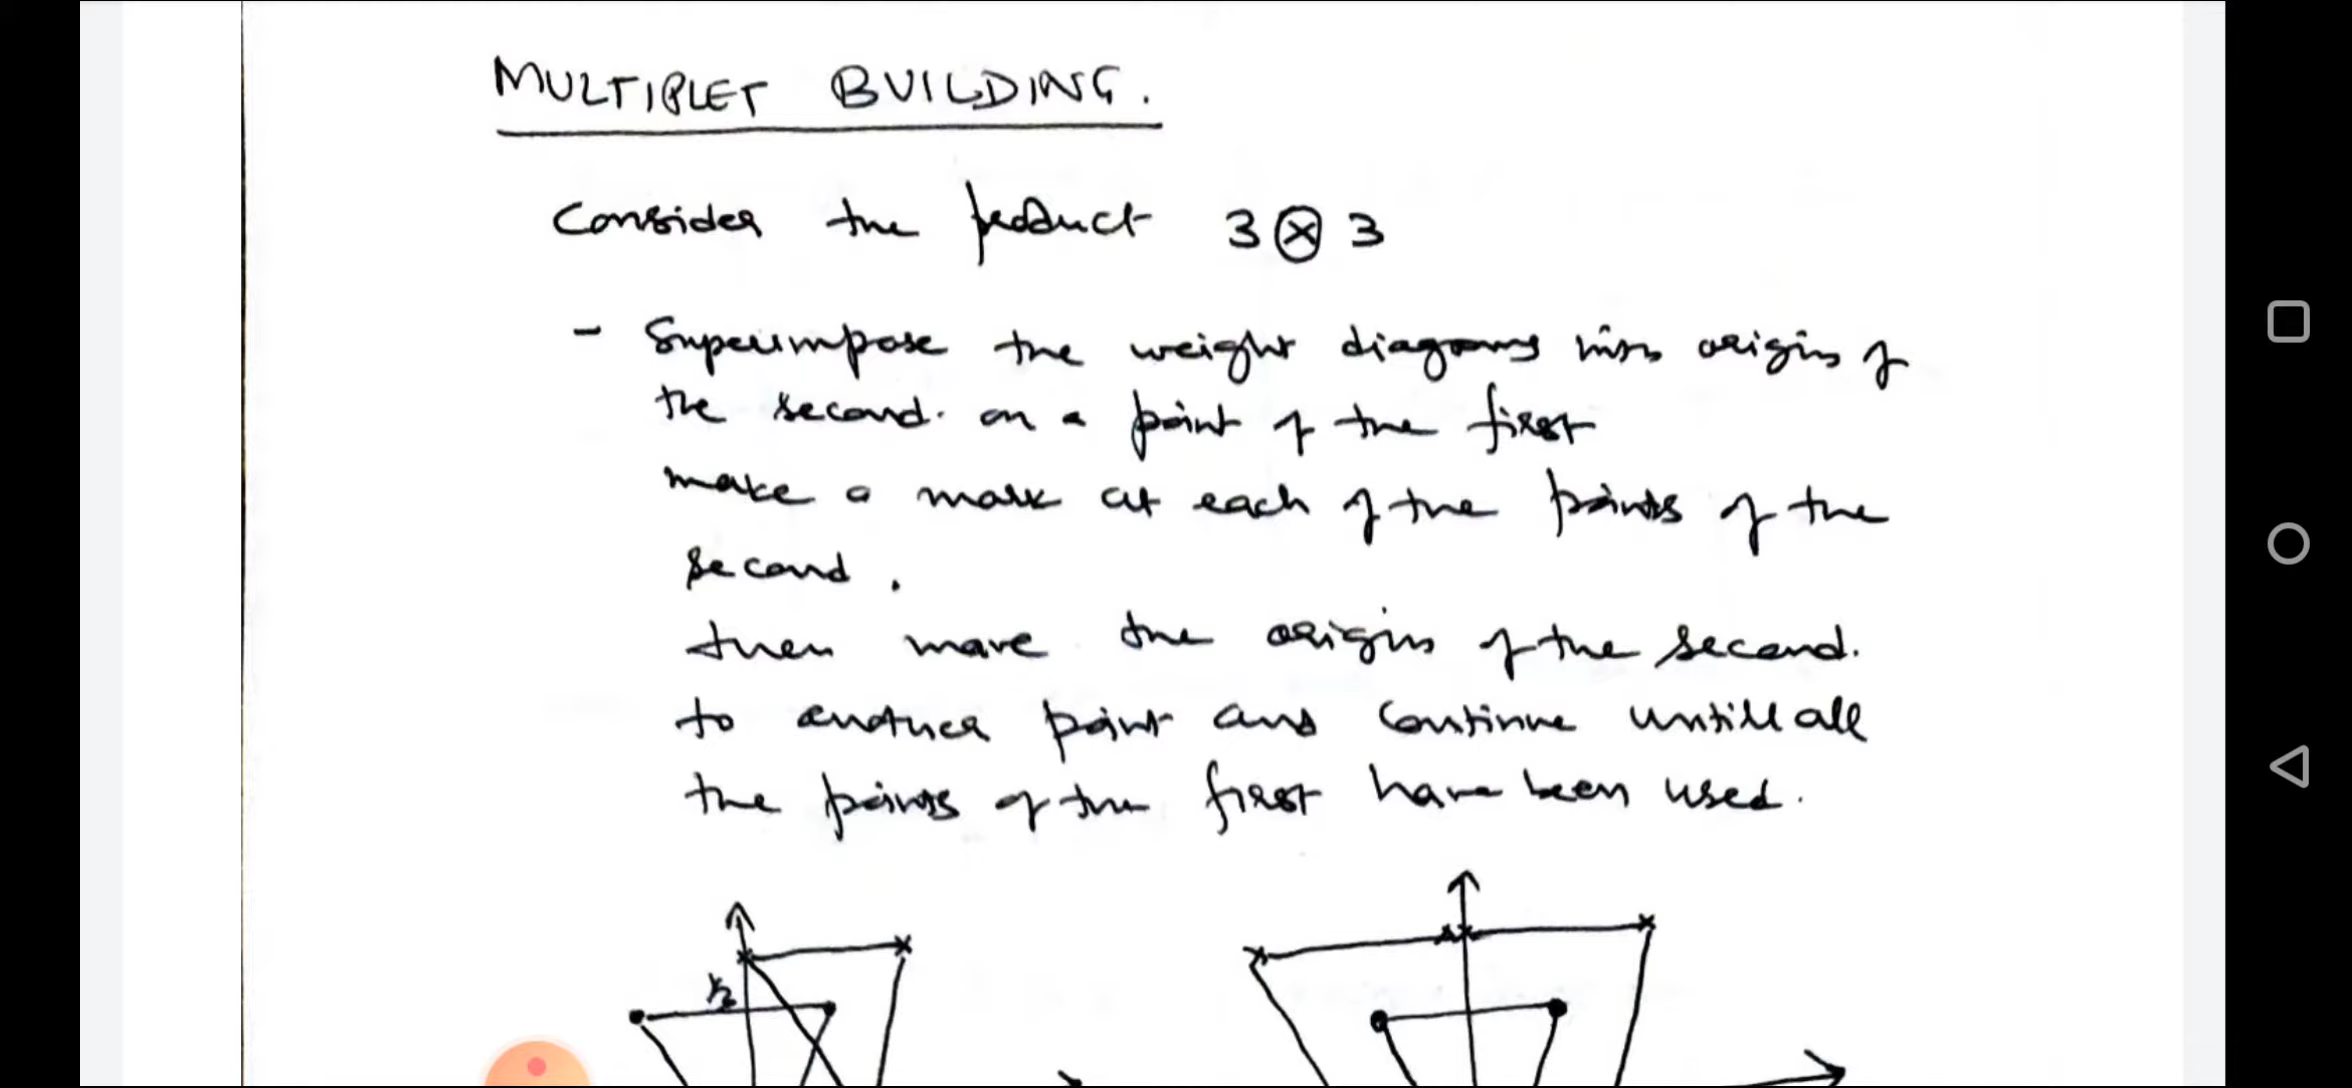 MULTIPLET BUILDING.
Consider the product 3 ⊗ 3
- Superimpose the weight diagrams with origin of
the second. on a point of the first
make a mark at each of the points of the
second.
then move the origin of the second.
to another point and continue untill all
the points of the first have been used.
1/2